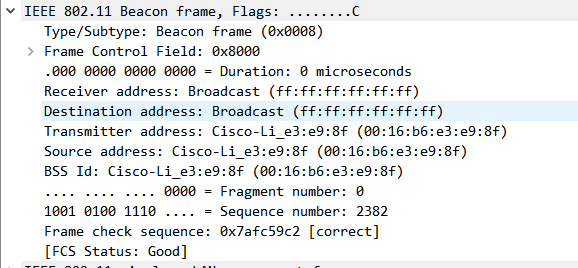 IEEE 802.11 Beacon frame, Flags: ........C
Type/Subtype: Beacon frame (0x0008)
Frame Control Field: 0x8000
.000 0000 0000 0000 = Duration: 0 microseconds
Receiver address: Broadcast (ff:ff:ff:ff:ff:ff)
Destination address: Broadcast (ff:ff:ff:ff:ff:ff)
Transmitter address: Cisco-Li_e3:e9:8f (00:16:b6:e3:e9:8f)
Source address: Cisco-Li_e3:e9:8f (00:16:b6:e3:e9:8f)
BSS Id: Cisco-Li_e3:e9:8f (00:16:b6:e3:e9:8f)
.... .... .... 0000 = Fragment number: 0
1001 0100 1110 .... = Sequence number: 2382
Frame check sequence: 0x7afc59c2 [correct]
[FCS Status: Good]